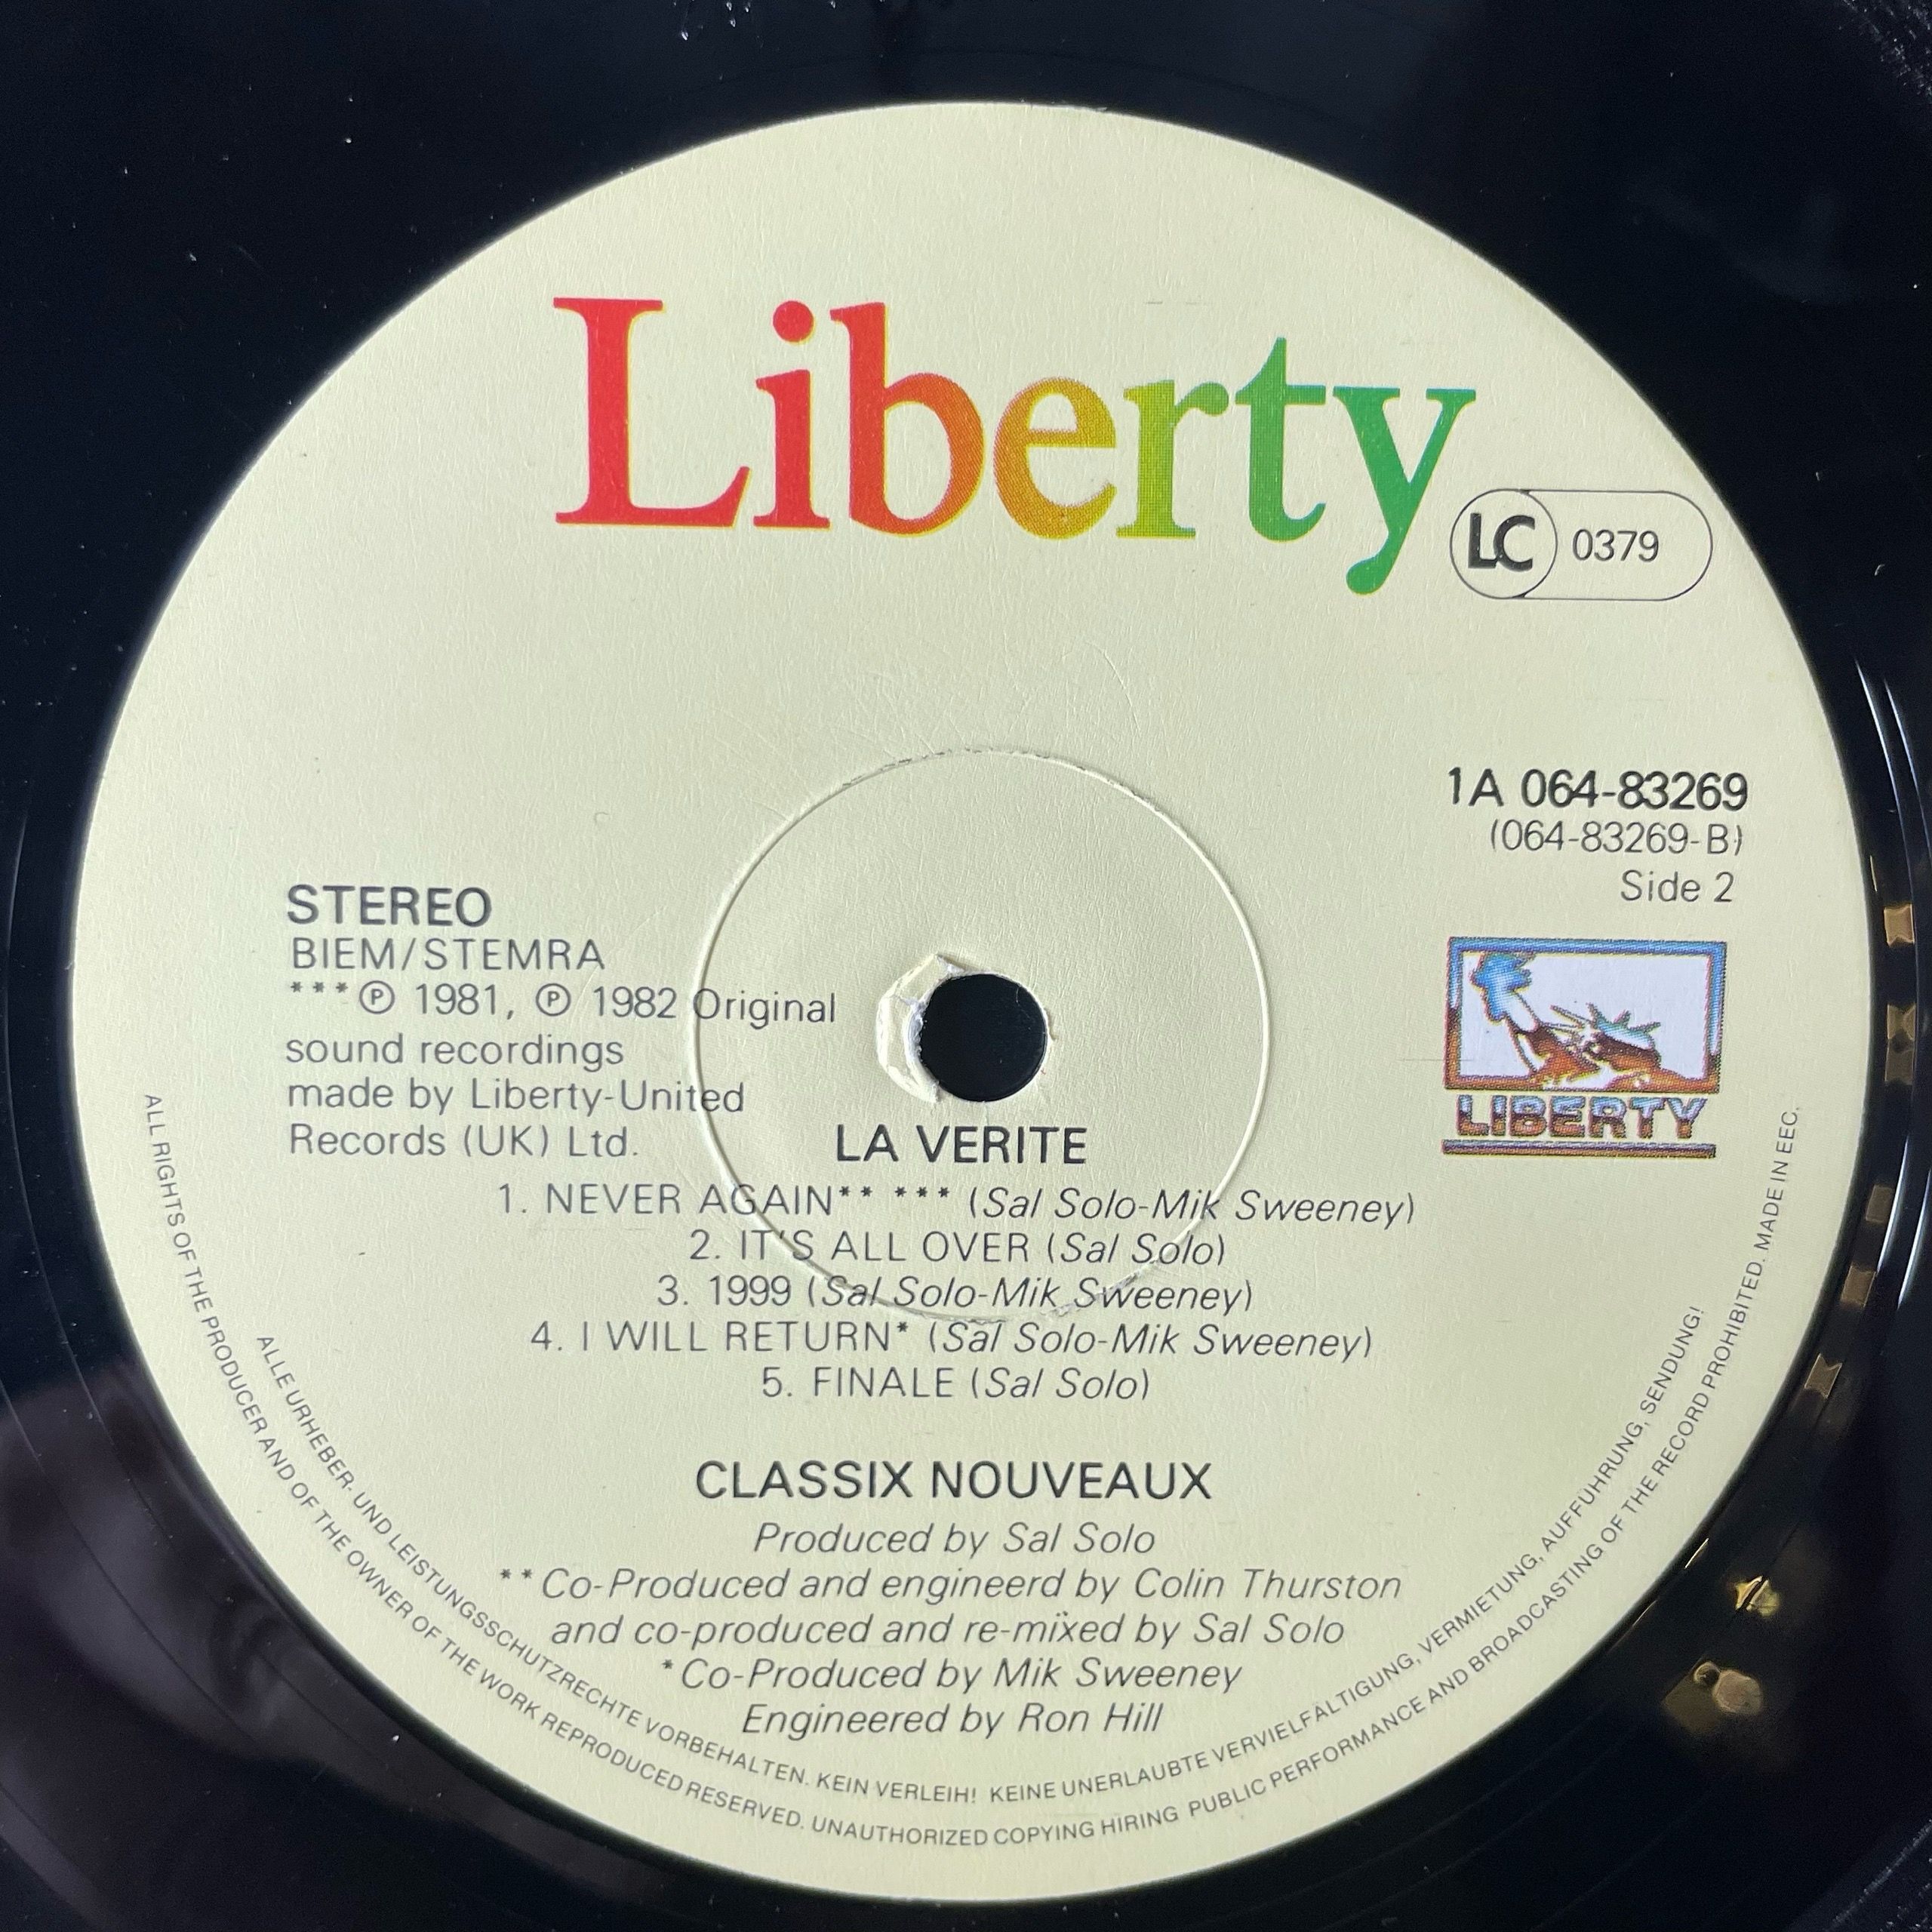 Liberty
LC 0379
1A 064-83269
(064-83269-B)
Side 2
LIBERTY
STEREO
BIEM/STEMRA
***℗ 1981, ℗ 1982 Original
sound recordings
made by Liberty-United
Records (UK) Ltd.
LA VERITE
1. NEVER AGAIN** *** (Sal Solo-Mik Sweeney)
2. IT'S ALL OVER (Sal Solo)
3. 1999 (Sal Solo-Mik Sweeney)
4. I WILL RETURN* (Sal Solo-Mik Sweeney)
5. FINALE (Sal Solo)
CLASSIX NOUVEAUX
Produced by Sal Solo
**Co-Produced and engineerd by Colin Thurston
and co-produced and re-mixed by Sal Solo
*Co-Produced by Mik Sweeney
Engineered by Ron Hill
ALLE URHEBER- UND LEISTUNGSSCHUTZRECHTE VORBEHALTEN. KEIN VERLEIH! KEINE UNERLAUBTE VERVIELFÄLTIGUNG, VERMIETUNG, AUFFÜHRUNG, SENDUNG!
ALL RIGHTS OF THE PRODUCER AND OF THE OWNER OF THE WORK REPRODUCED RESERVED. UNAUTHORIZED COPYING HIRING PUBLIC PERFORMANCE AND BROADCASTING OF THE RECORD PROHIBITED. MADE IN EEC.